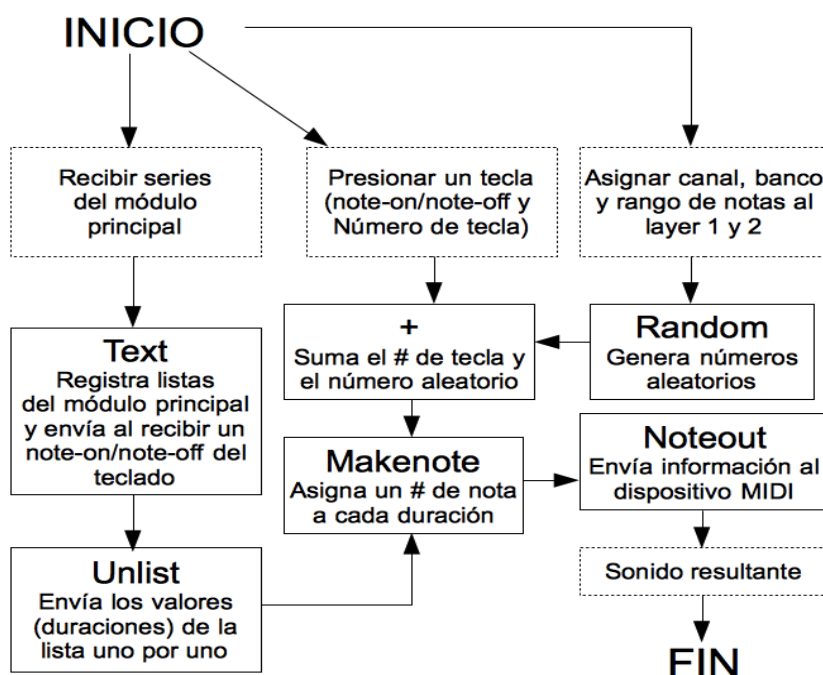 INICIO
Recibir series
del módulo
principal
Presionar un tecla
(note-on/note-off y
Número de tecla)
Asignar canal, banco
y rango de notas al
layer 1 y 2
Text
Registra listas
del módulo principal
y envía al recibir un
note-on/note-off del
teclado
+
Suma el # de tecla y
el número aleatorio
Random
Genera números
aleatorios
Makenote
Asigna un # de nota
a cada duración
Noteout
Envía información al
dispositivo MIDI
Unlist
Envía los valores
(duraciones) de la
lista uno por uno
Sonido resultante
FIN